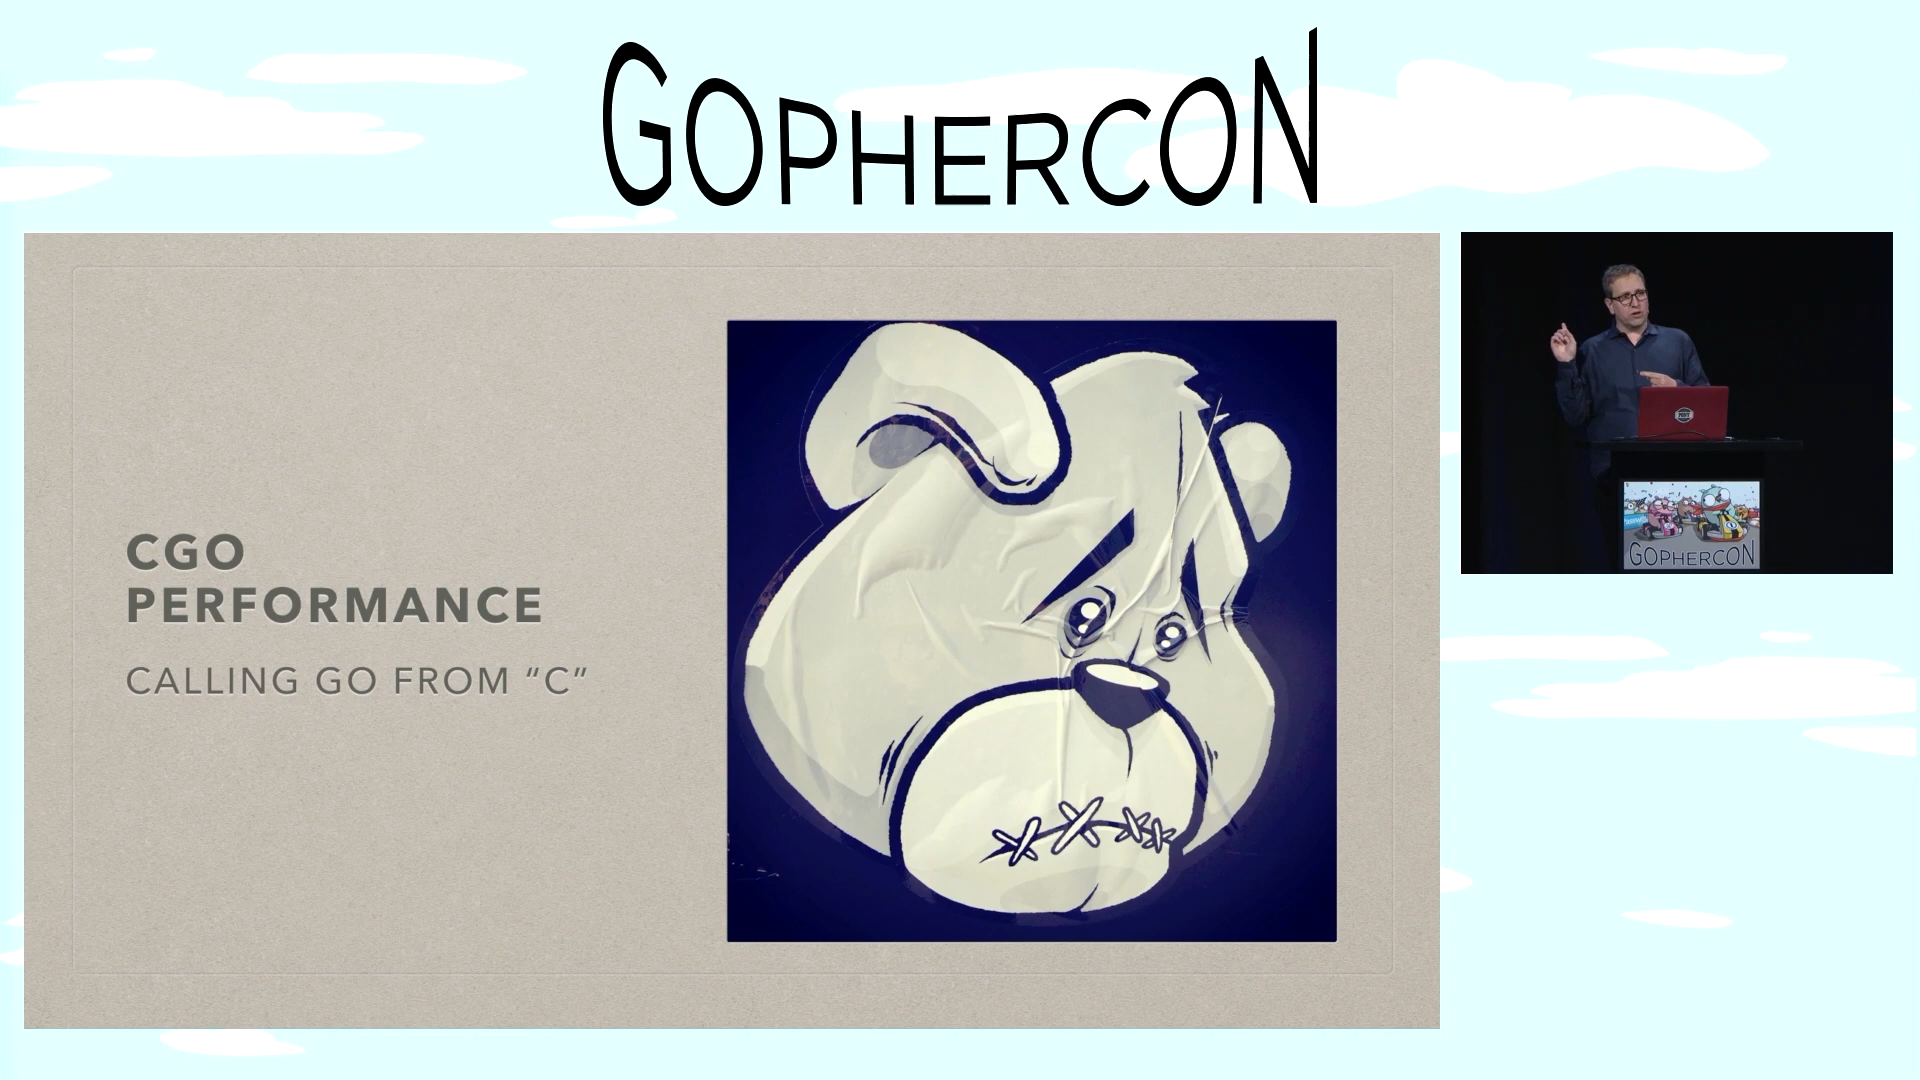 GOPHERCON
CGO
PERFORMANCE
CALLING GO FROM “C”
GOPHERCON